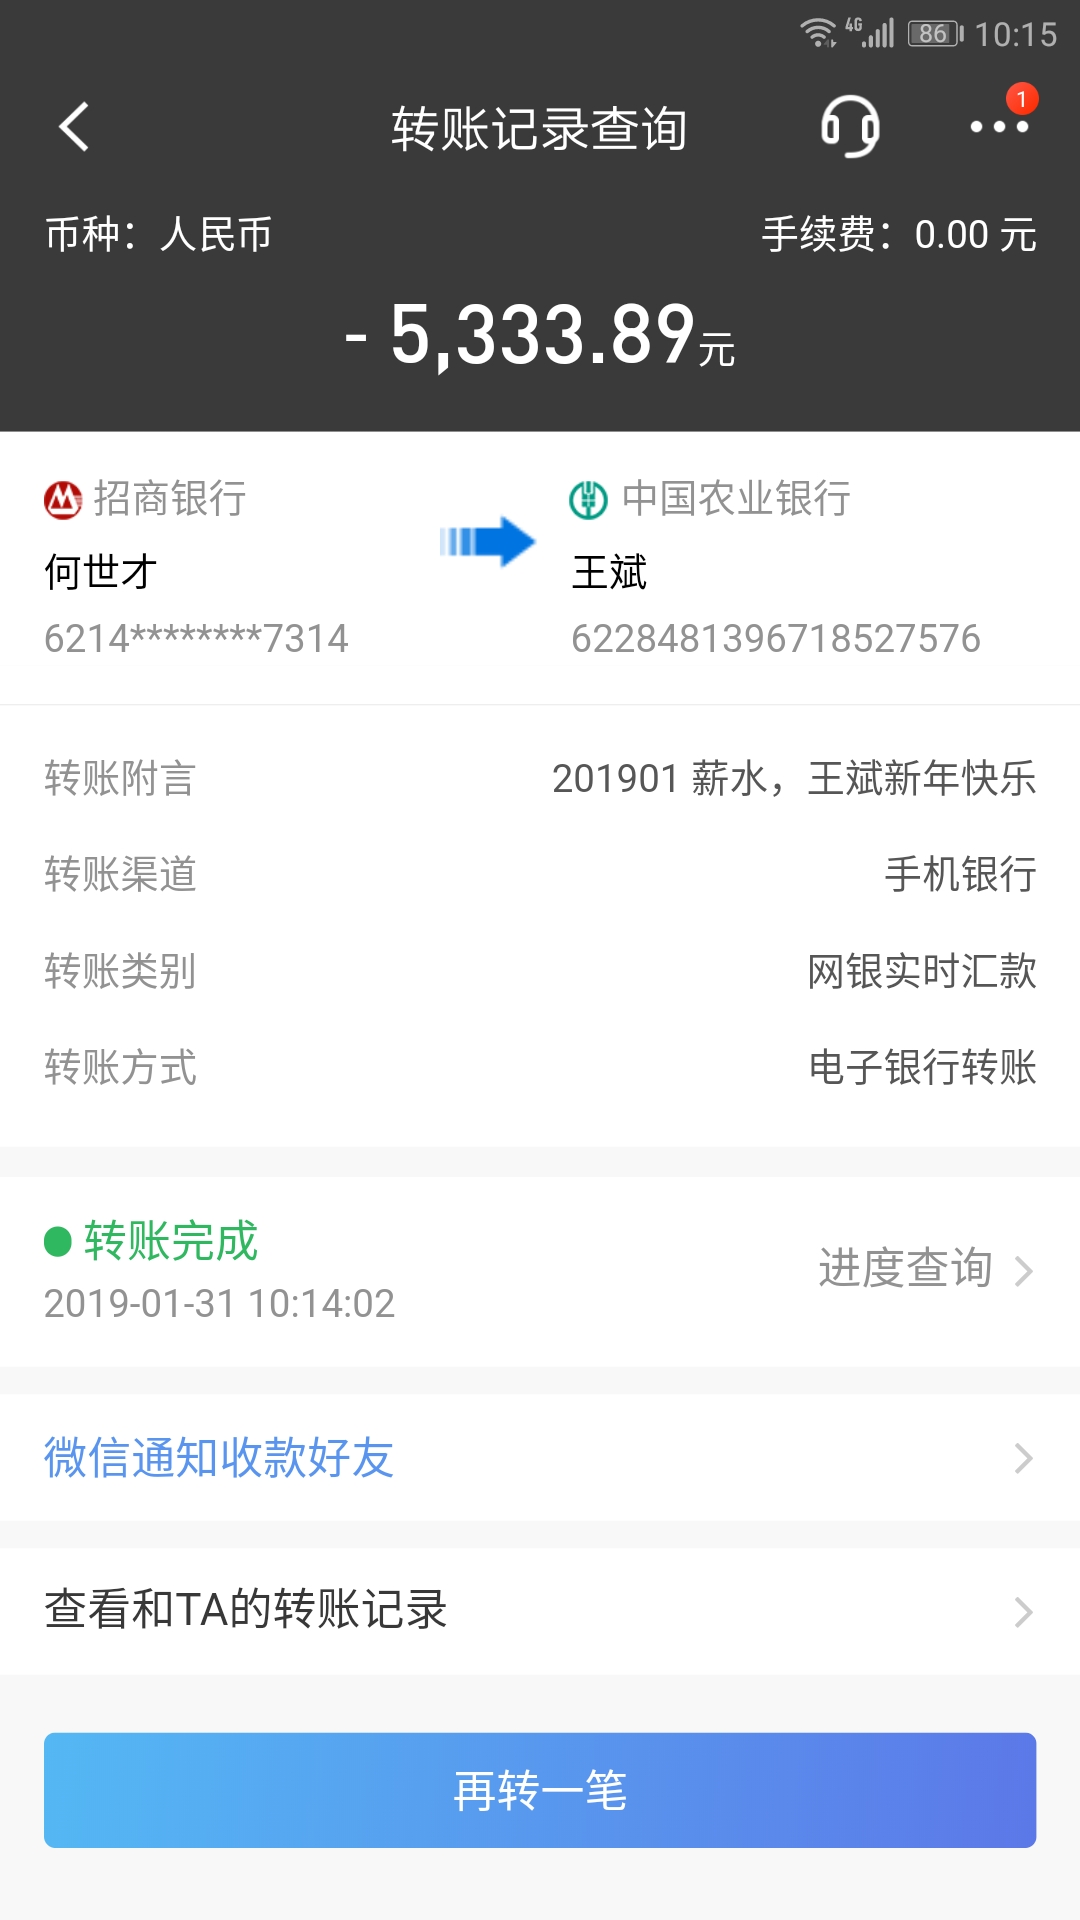 4G 86 10:15
转账记录查询
1
币种：人民币 手续费：0.00 元
- 5,333.89元
招商银行 中国农业银行
何世才 王斌
6214********7314 6228481396718527576
转账附言 201901 薪水，王斌新年快乐
转账渠道 手机银行
转账类别 网银实时汇款
转账方式 电子银行转账
转账完成
进度查询
2019-01-31 10:14:02
微信通知收款好友
查看和TA的转账记录
再转一笔